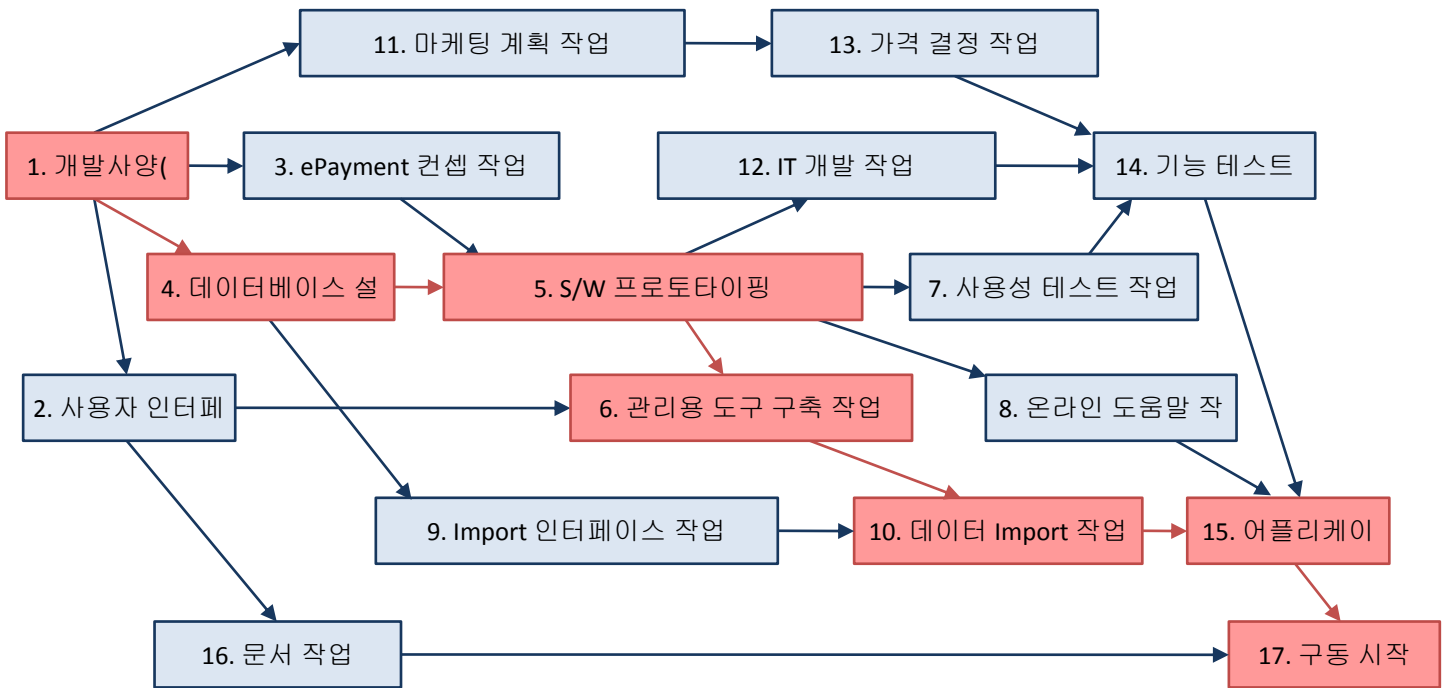 11. 마케팅 계획 작업
13. 가격 결정 작업
1. 개발사양(
3. ePayment 컨셉 작업
12. IT 개발 작업
14. 기능 테스트
4. 데이터베이스 설
5. S/W 프로토타이핑
7. 사용성 테스트 작업
2. 사용자 인터페
6. 관리용 도구 구축 작업
8. 온라인 도움말 작
9. Import 인터페이스 작업
10. 데이터 Import 작업
15. 어플리케이
16. 문서 작업
17. 구동 시작